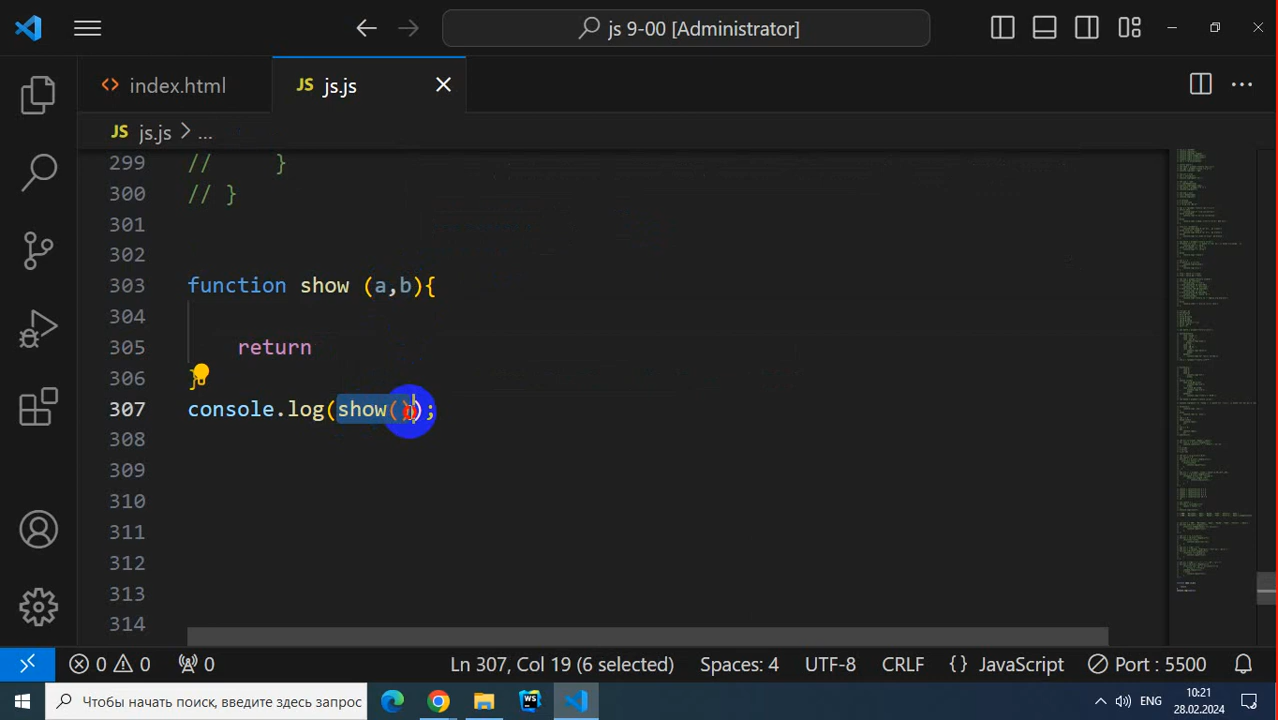 js 9-00 [Administrator]
index.html
JS js.js
JS js.js > ...
299 //     }
300 // }
301
302
303 function show (a,b){
304
305     return
306 }
307 console.log(show());
308
309
310
311
312
313
314
0 0 0 Ln 307, Col 19 (6 selected) Spaces: 4 UTF-8 CRLF {} JavaScript Port : 5500
Чтобы начать поиск, введите здесь запрос
WS
ENG
10:21
28.02.2024